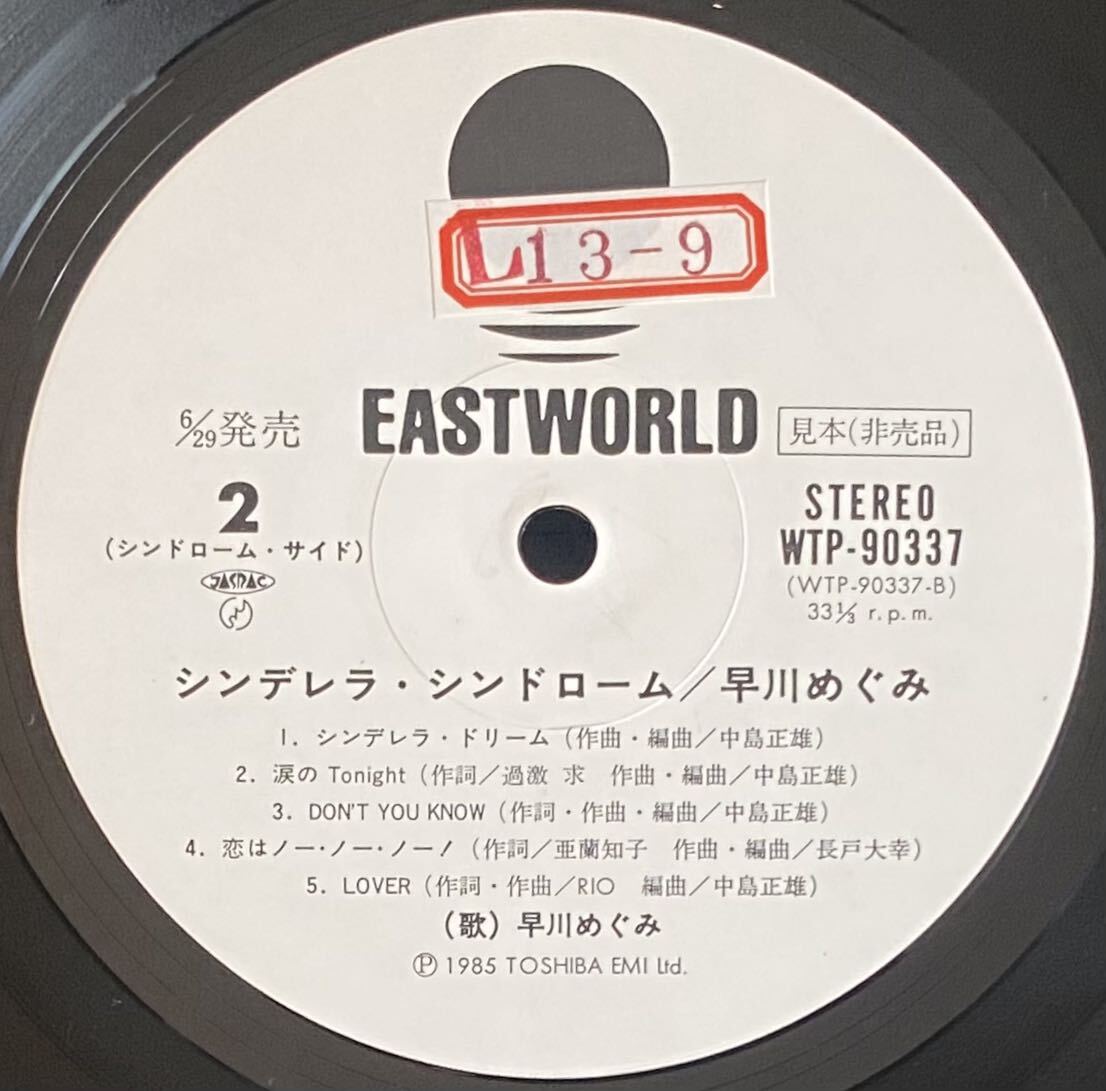 L13-9
6/29発売
EASTWORLD
見本(非売品)
2
(シンドローム・サイド)
JASRAC
STEREO
WTP-90337
(WTP-90337-B)
33⅓ r.p.m.
シンデレラ・シンドローム/早川めぐみ
1. シンデレラ・ドリーム (作曲・編曲/中島正雄)
2. 涙の Tonight (作詞/過激 求 作曲・編曲/中島正雄)
3. DON'T YOU KNOW (作詞・作曲・編曲/中島正雄)
4. 恋はノー・ノー・ノー! (作詞/亜蘭知子 作曲・編曲/長戸大幸)
5. LOVER (作詞・作曲/RIO 編曲/中島正雄)
(歌) 早川めぐみ
Ⓟ 1985 TOSHIBA EMI Ltd.